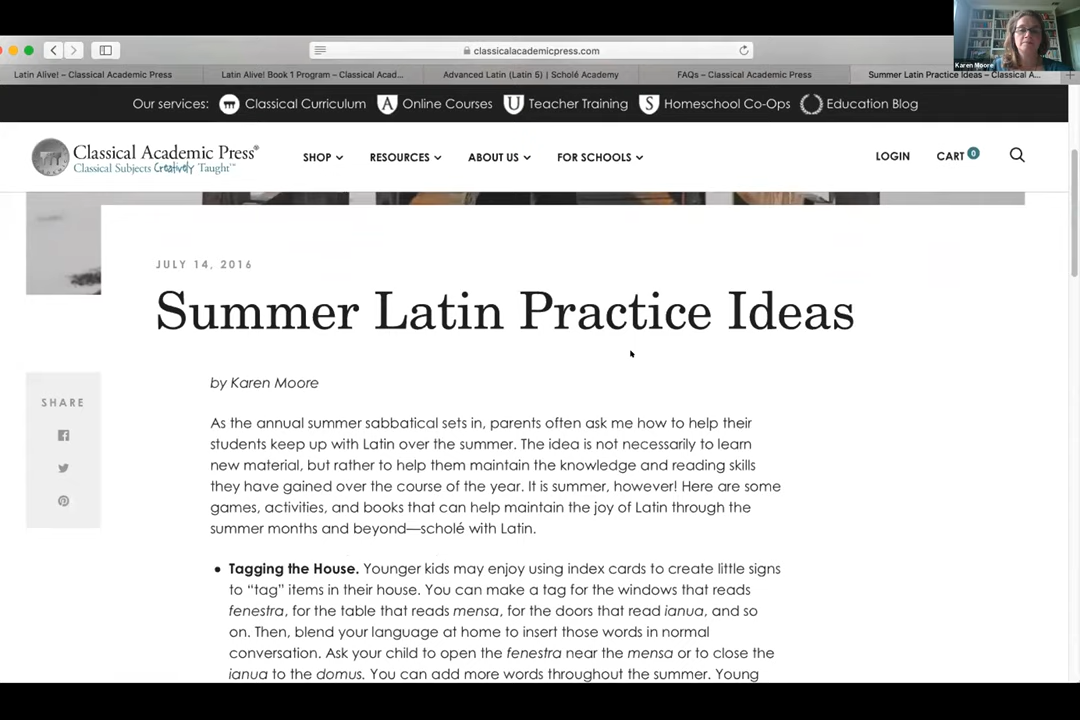 classicalacademicpress.com
Karen Moore
Latin Alive! – Classical Academic Press
Latin Alive! Book 1 Program – Classical Acad...
Advanced Latin (Latin 5) | Scholé Academy
FAQs – Classical Academic Press
Summer Latin Practice Ideas – Classical A...
Our services: Classical Curriculum A Online Courses U Teacher Training S Homeschool Co-Ops Education Blog
Classical Academic Press®
Classical Subjects Creatively Taught™
SHOP RESOURCES ABOUT US FOR SCHOOLS LOGIN CART 0
JULY 14, 2016
Summer Latin Practice Ideas
by Karen Moore
SHARE
As the annual summer sabbatical sets in, parents often ask me how to help their
students keep up with Latin over the summer. The idea is not necessarily to learn
new material, but rather to help them maintain the knowledge and reading skills
they have gained over the course of the year. It is summer, however! Here are some
games, activities, and books that can help maintain the joy of Latin through the
summer months and beyond—scholé with Latin.
• Tagging the House. Younger kids may enjoy using index cards to create little signs
to “tag” items in their house. You can make a tag for the windows that reads
fenestra, for the table that reads mensa, for the doors that read ianua, and so
on. Then, blend your language at home to insert those words in normal
conversation. Ask your child to open the fenestra near the mensa or to close the
ianua to the domus. You can add more words throughout the summer. Young